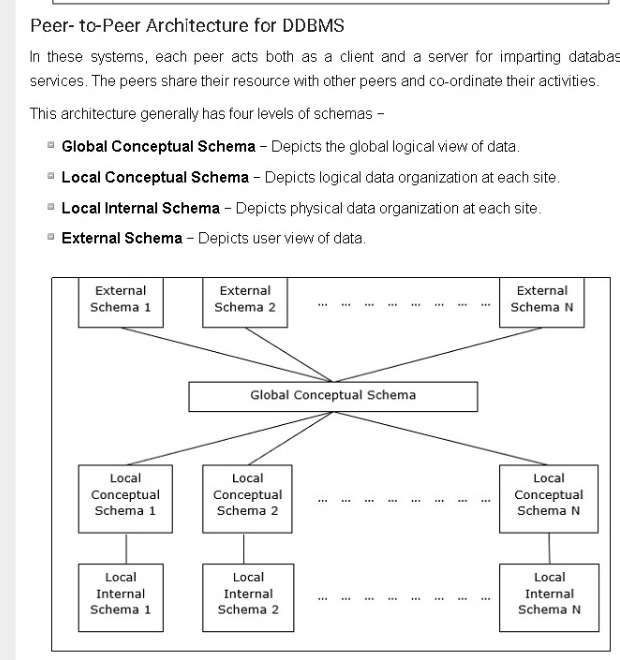 Peer- to-Peer Architecture for DDBMS
In these systems, each peer acts both as a client and a server for imparting databas
services. The peers share their resource with other peers and co-ordinate their activities.
This architecture generally has four levels of schemas −
Global Conceptual Schema − Depicts the global logical view of data.
Local Conceptual Schema − Depicts logical data organization at each site.
Local Internal Schema − Depicts physical data organization at each site.
External Schema − Depicts user view of data.
External External ... ... ... ... ... ... ... ... External
Schema 1 Schema 2 Schema N
Global Conceptual Schema
Local Local Local
Conceptual Conceptual ... ... ... ... ... ... ... ... Conceptual
Schema 1 Schema 2 Schema N
Local Local Local
Internal Internal ... ... ... ... ... ... ... ... Internal
Schema 1 Schema 2 Schema N